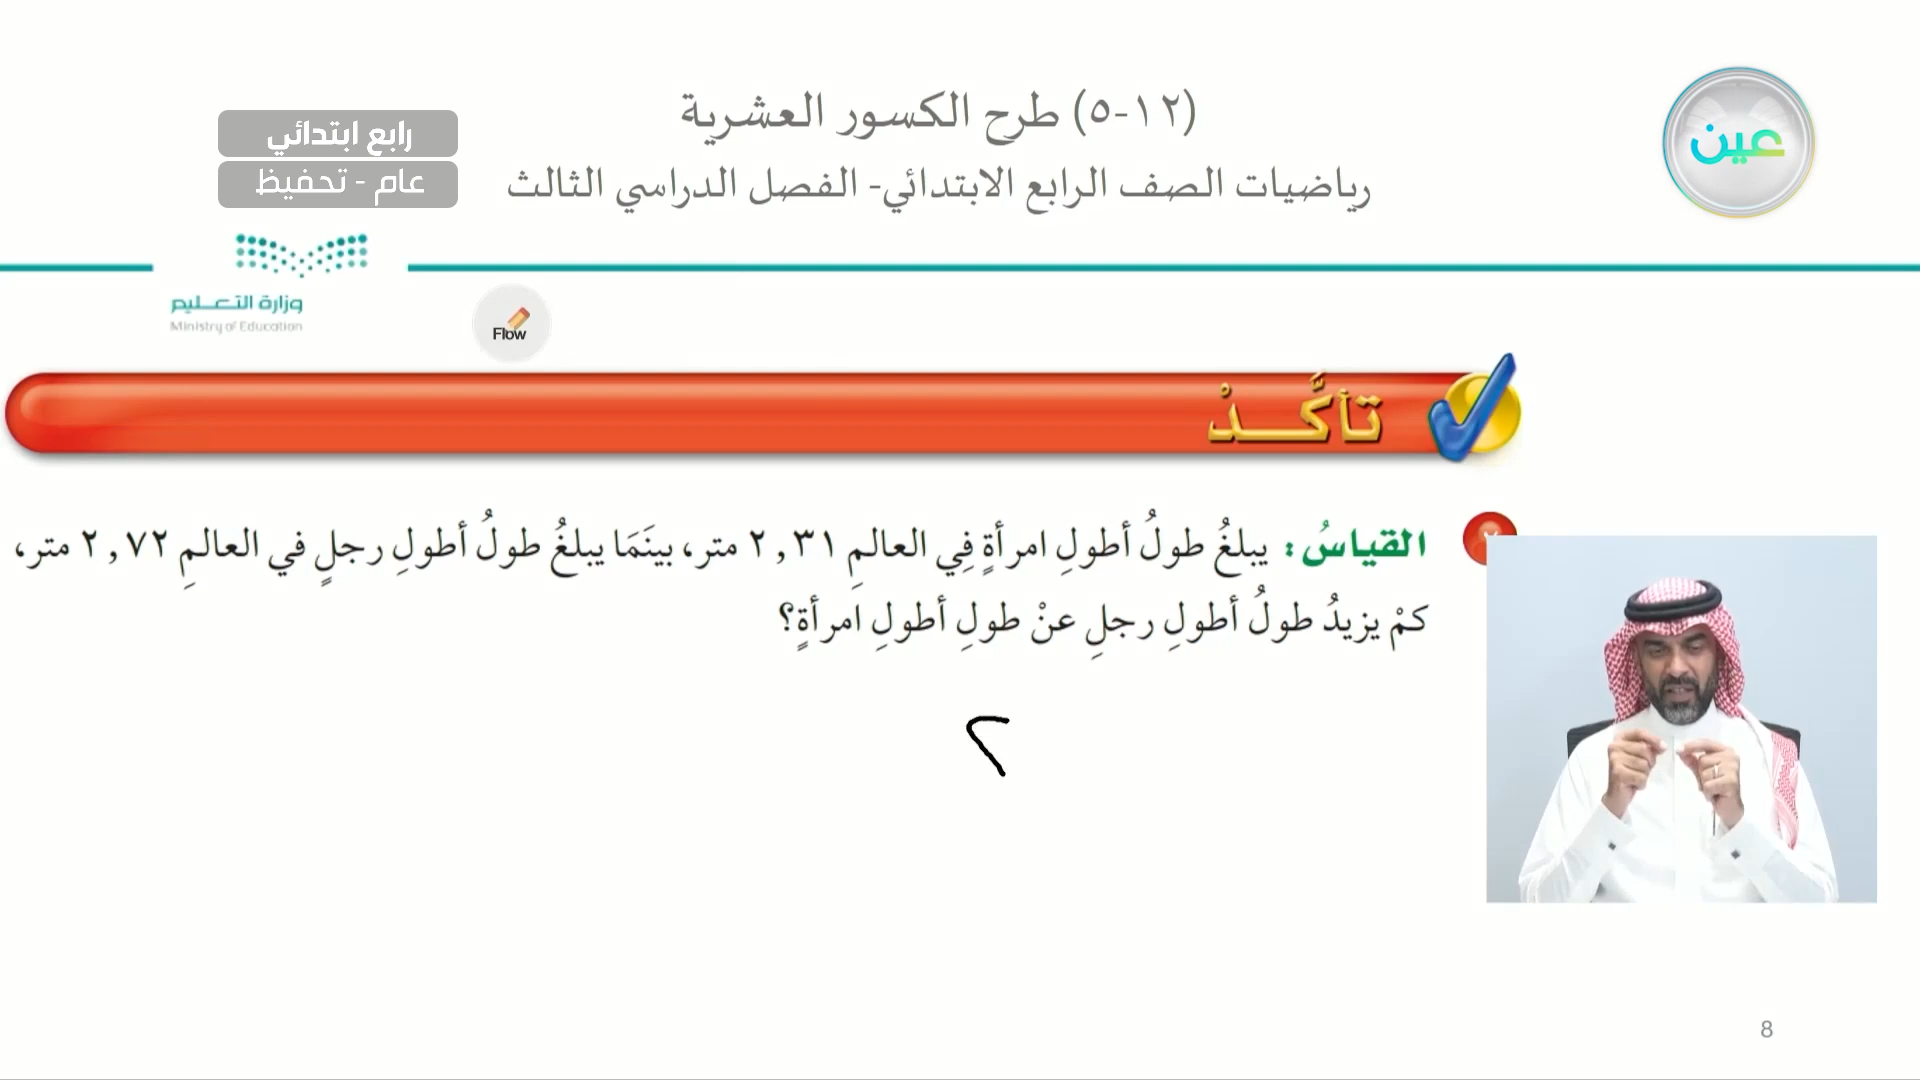 (١٢-٥) طرح الكسور العشرية
رياضيات الصف الرابع الابتدائي- الفصل الدراسي الثالث
رابع ابتدائي
عام - تحفيظ
عين
وزارة التعليم
Ministry of Education
Flow
تأكَّدْ
القياسُ: يبلغُ طولُ أطولِ امرأةٍ فِي العالمِ ٢,٣١ متر، بينَمَا يبلغُ طولُ أطولِ رجلٍ في العالمِ ٢,٧٢ متر،
كمْ يزيدُ طولُ أطولِ رجلِ عنْ طولِ أطولِ امرأةٍ؟
٢
8